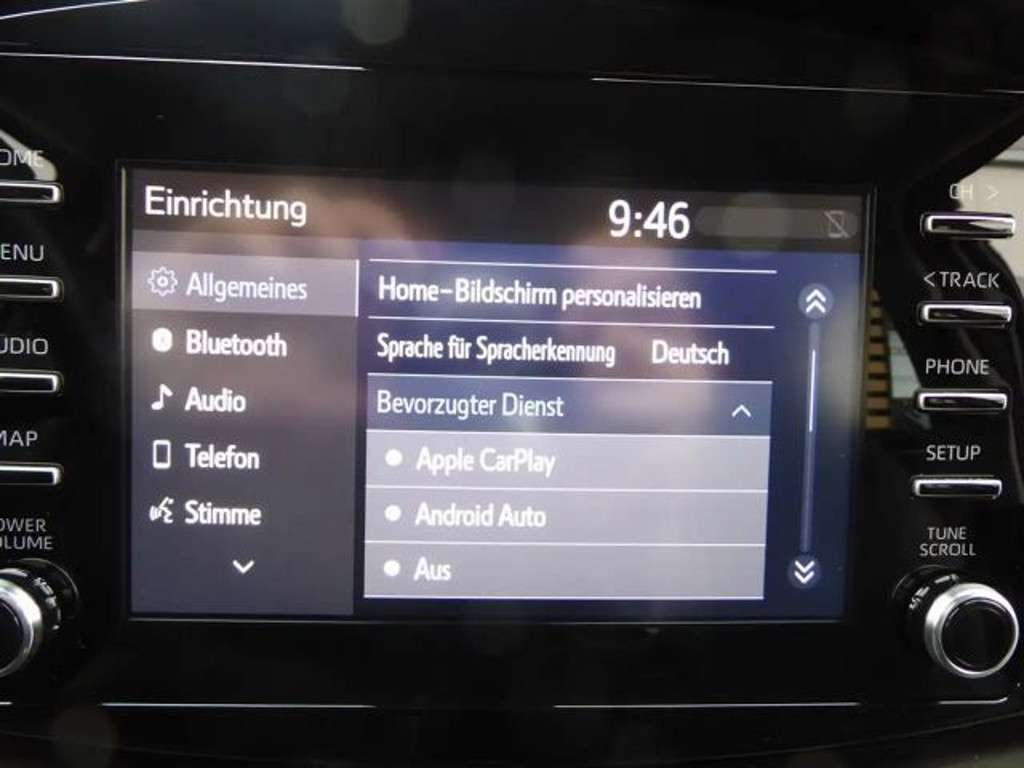 Einrichtung 9:46
Allgemeines
Bluetooth
Audio
Telefon
Stimme
Home-Bildschirm personalisieren
Sprache für Spracherkennung Deutsch
Bevorzugter Dienst
Apple CarPlay
Android Auto
Aus
OME
ENU
UDIO
MAP
OWER
OLUME
CH >
< TRACK
PHONE
SETUP
TUNE
SCROLL